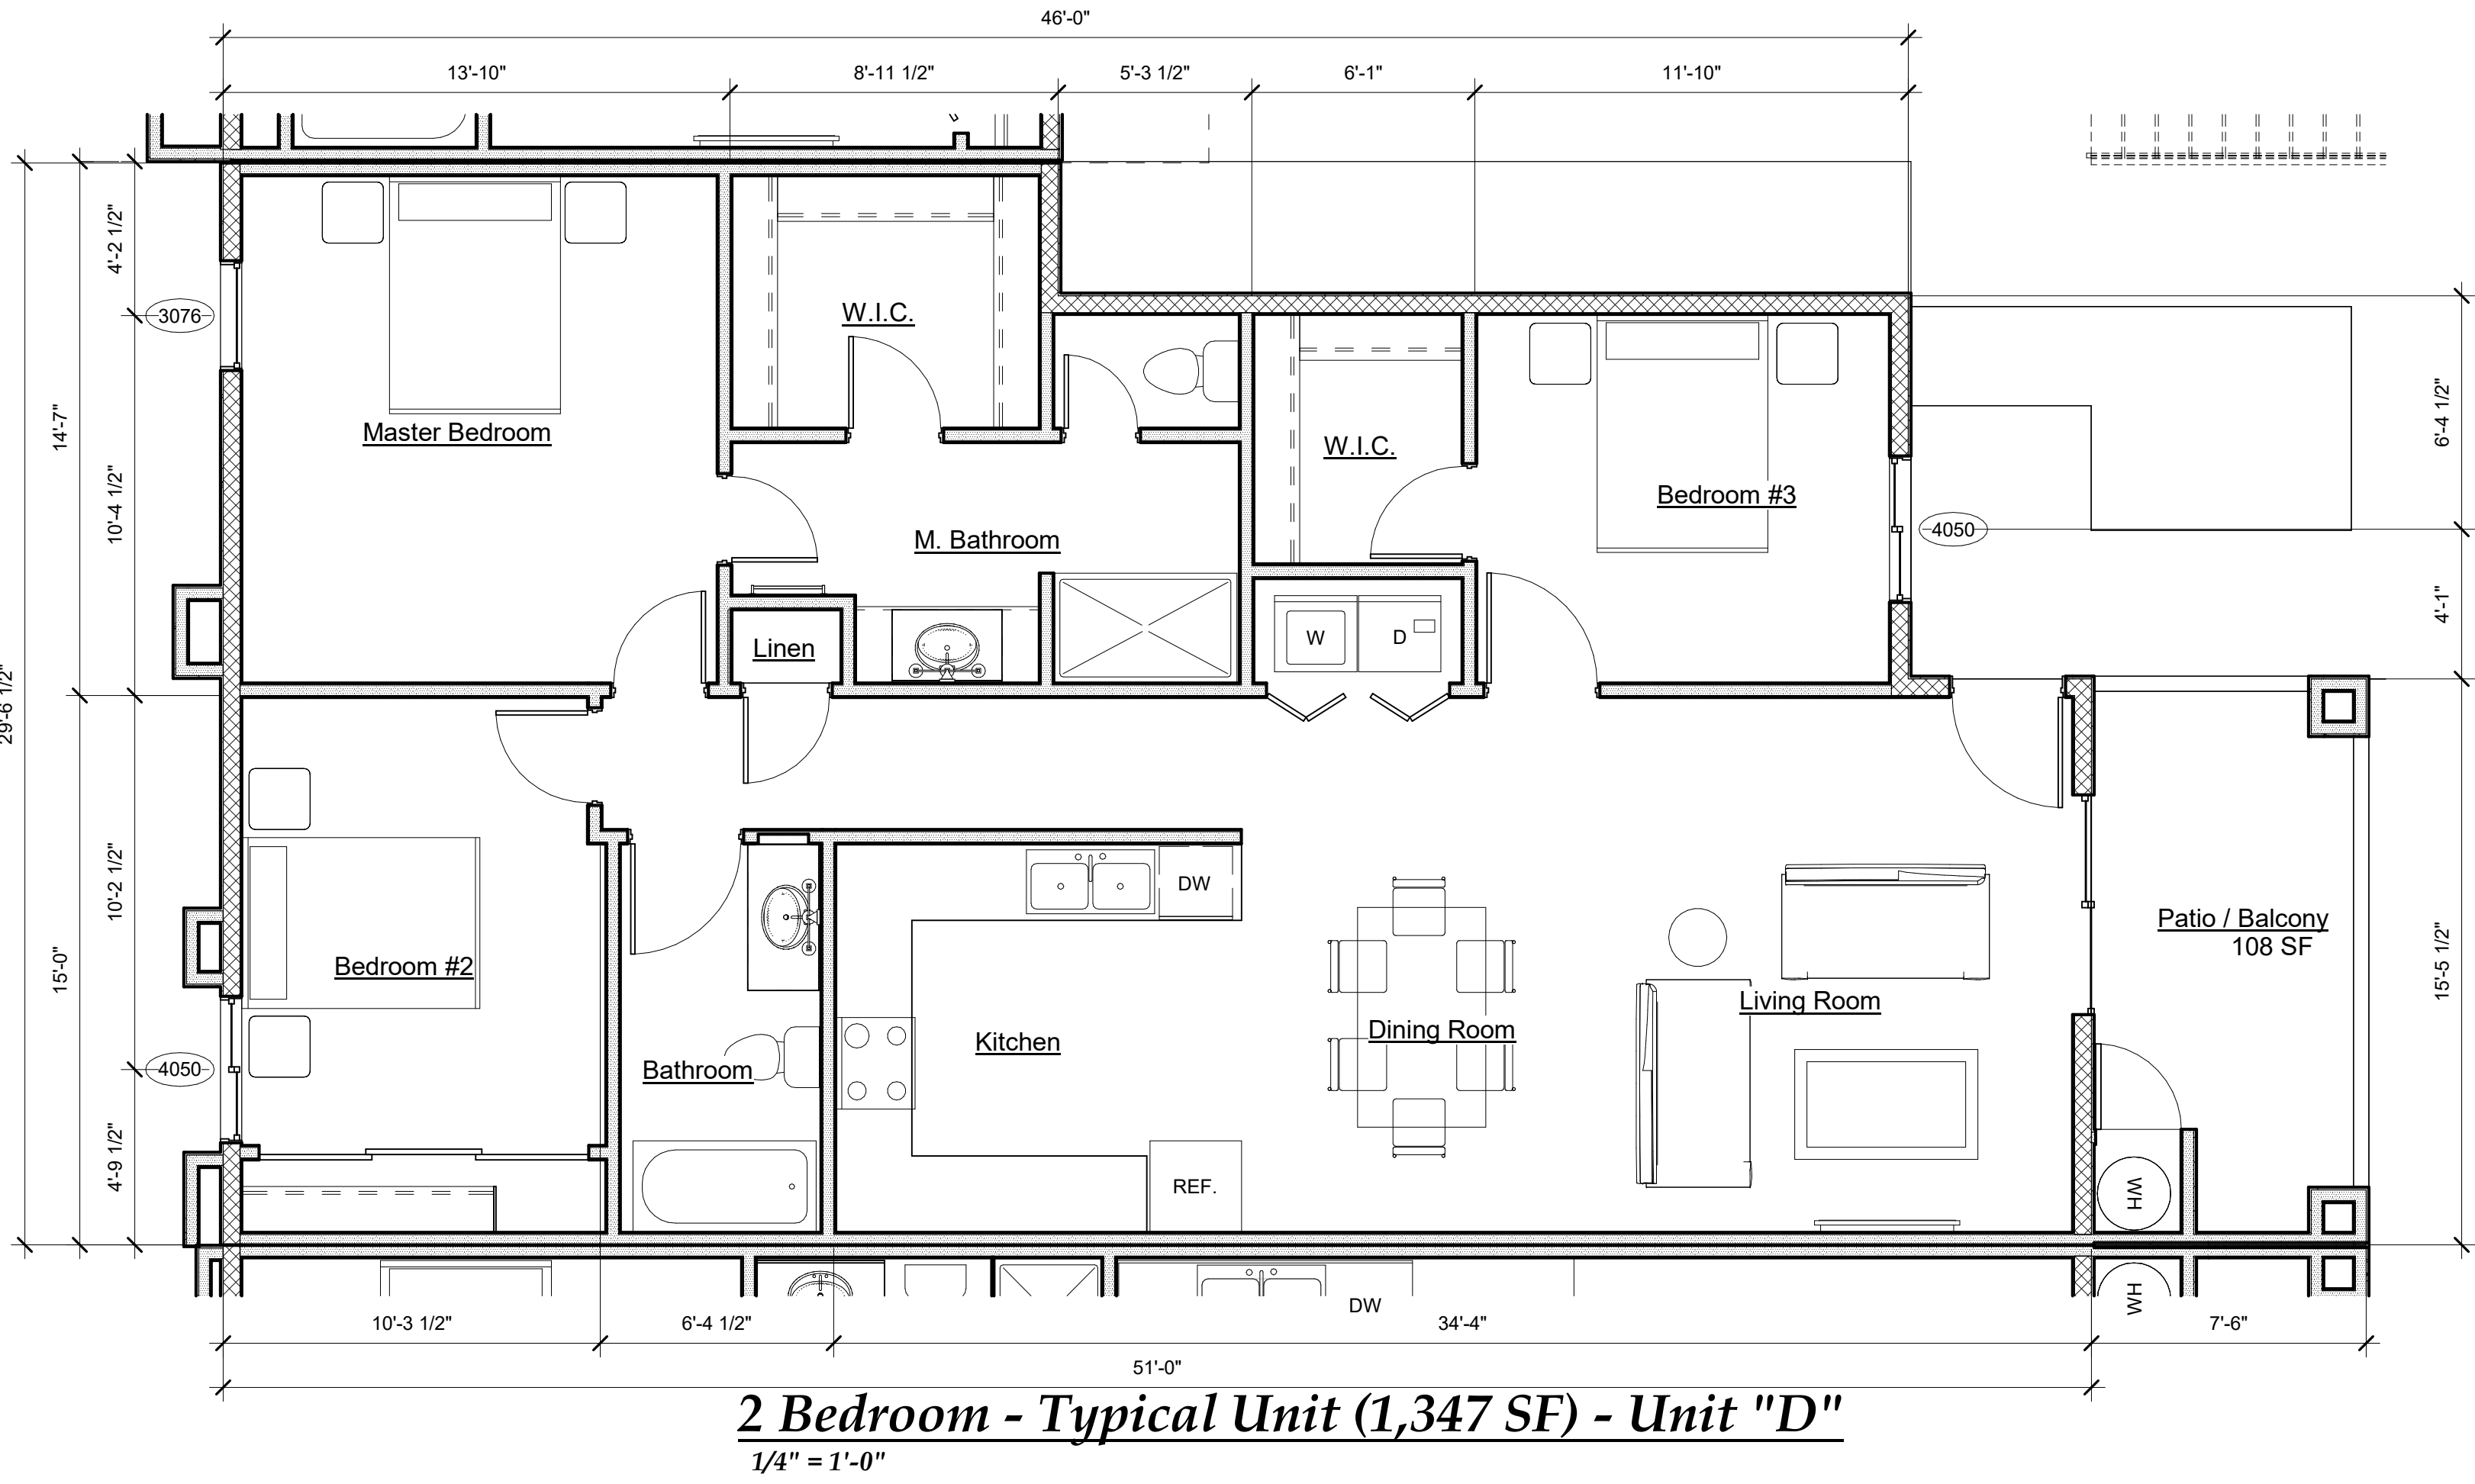 46'-0"
13'-10"
8'-11 1/2"
5'-3 1/2"
6'-1"
11'-10"
4'-2 1/2"
3076
W.I.C.
Master Bedroom
14'-7"
6'-4 1/2"
W.I.C.
Bedroom #3
10'-4 1/2"
4050
M. Bathroom
4'-1"
Linen
W
D
29'-6 1/2"
DW
10'-2 1/2"
Patio / Balcony
108 SF
15'-0"
15'-5 1/2"
Bedroom #2
Living Room
Dining Room
Kitchen
4050
Bathroom
4'-9 1/2"
REF.
WH
DW
WH
10'-3 1/2"
6'-4 1/2"
34'-4"
7'-6"
51'-0"
2 Bedroom - Typical Unit (1,347 SF) - Unit "D"
1/4" = 1'-0"